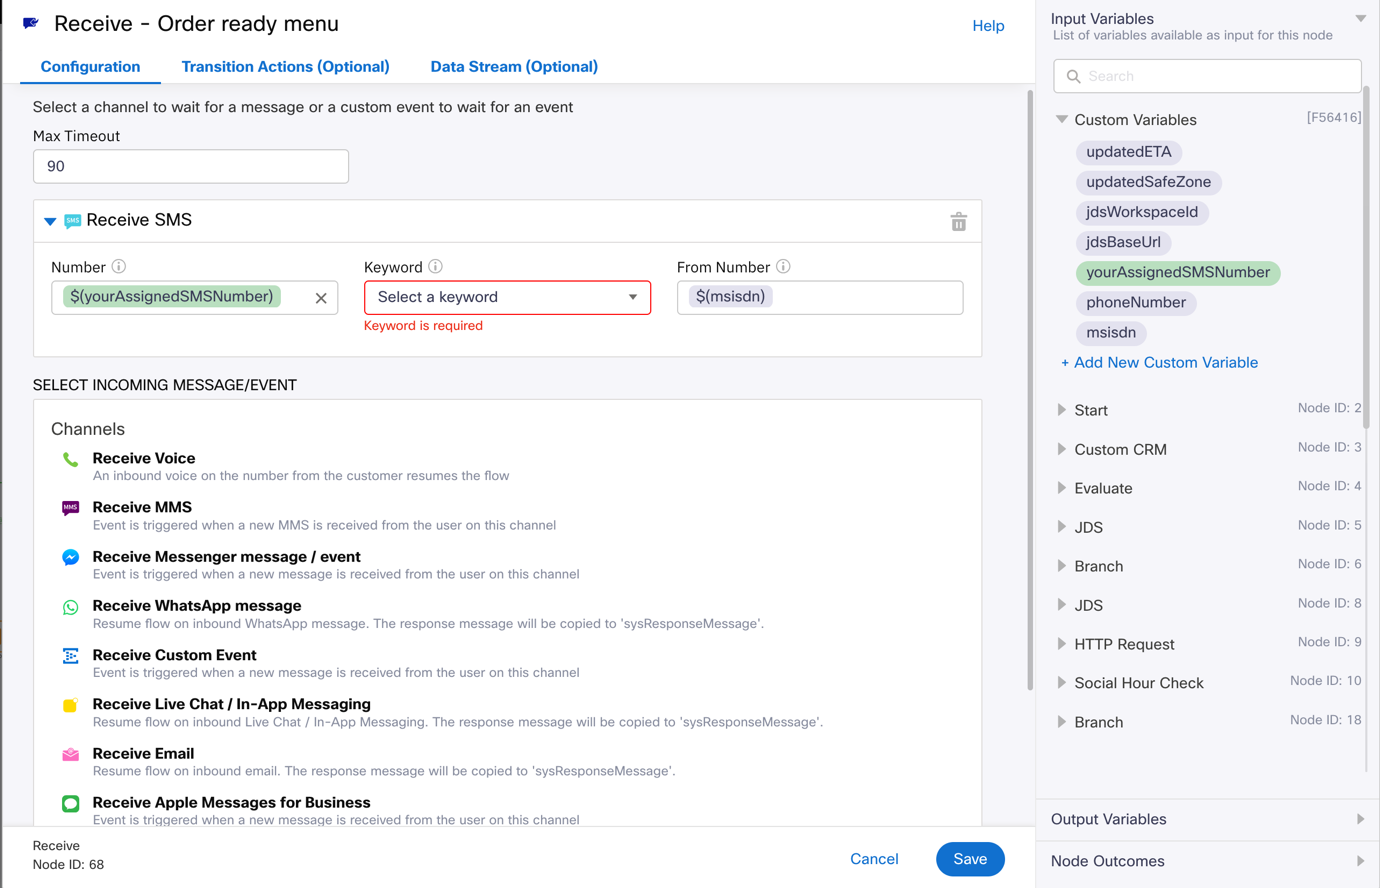 Receive - Order ready menu
Help
Configuration
Transition Actions (Optional)
Data Stream (Optional)
Select a channel to wait for a message or a custom event to wait for an event
Max Timeout
90
SMS
Receive SMS
Number
Keyword
From Number
$(yourAssignedSMSNumber)
Select a keyword
$(msisdn)
Keyword is required
SELECT INCOMING MESSAGE/EVENT
Channels
Receive Voice
An inbound voice on the number from the customer resumes the flow
MMS
Receive MMS
Event is triggered when a new MMS is received from the user on this channel
Receive Messenger message / event
Event is triggered when a new message is received from the user on this channel
Receive WhatsApp message
Resume flow on inbound WhatsApp message. The response message will be copied to 'sysResponseMessage'.
Receive Custom Event
Event is triggered when a new message is received from the user on this channel
Receive Live Chat / In-App Messaging
Resume flow on inbound Live Chat / In-App Messaging. The response message will be copied to 'sysResponseMessage'.
Receive Email
Resume flow on inbound email. The response message will be copied to 'sysResponseMessage'.
Receive Apple Messages for Business
Event is triggered when a new message is received from the user on this channel
Receive
Node ID: 68
Cancel
Save
Input Variables
List of variables available as input for this node
Search
Custom Variables
[F56416]
updatedETA
updatedSafeZone
jdsWorkspaceId
jdsBaseUrl
yourAssignedSMSNumber
phoneNumber
msisdn
+ Add New Custom Variable
Start
Node ID: 2
Custom CRM
Node ID: 3
Evaluate
Node ID: 4
JDS
Node ID: 5
Branch
Node ID: 6
JDS
Node ID: 8
HTTP Request
Node ID: 9
Social Hour Check
Node ID: 10
Branch
Node ID: 18
Output Variables
Node Outcomes